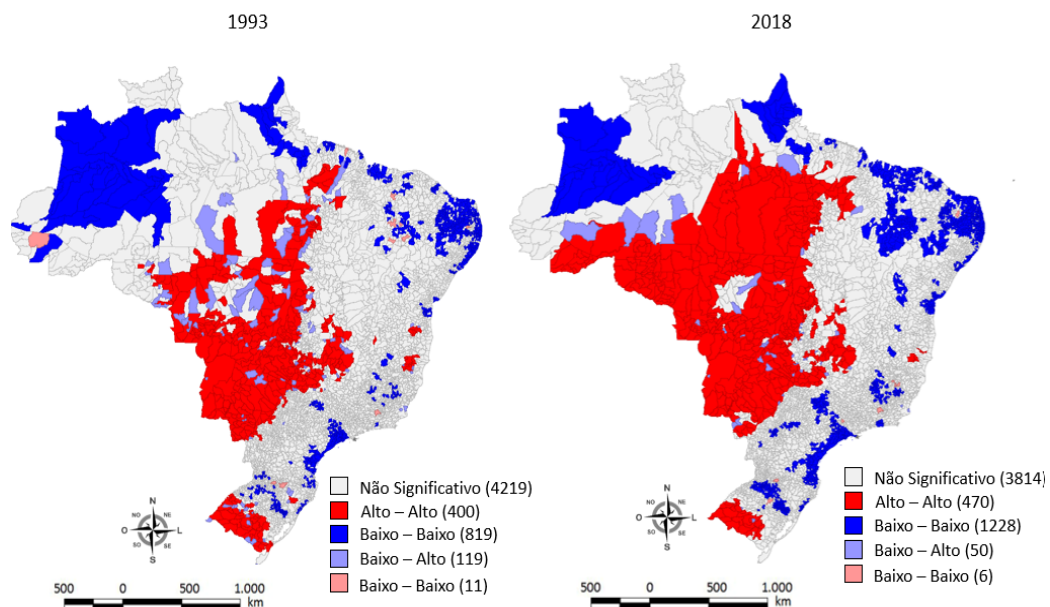 1993
2018
Não Significativo (4219)
Alto – Alto (400)
Baixo – Baixo (819)
Baixo – Alto (119)
Baixo – Baixo (11)
N
NO
NE
O
L
SO
SE
S
500
0
500
1.000
km
Não Significativo (3814)
Alto – Alto (470)
Baixo – Baixo (1228)
Baixo – Alto (50)
Baixo – Baixo (6)
N
NO
NE
O
L
SO
SE
S
500
0
500
1.000
km